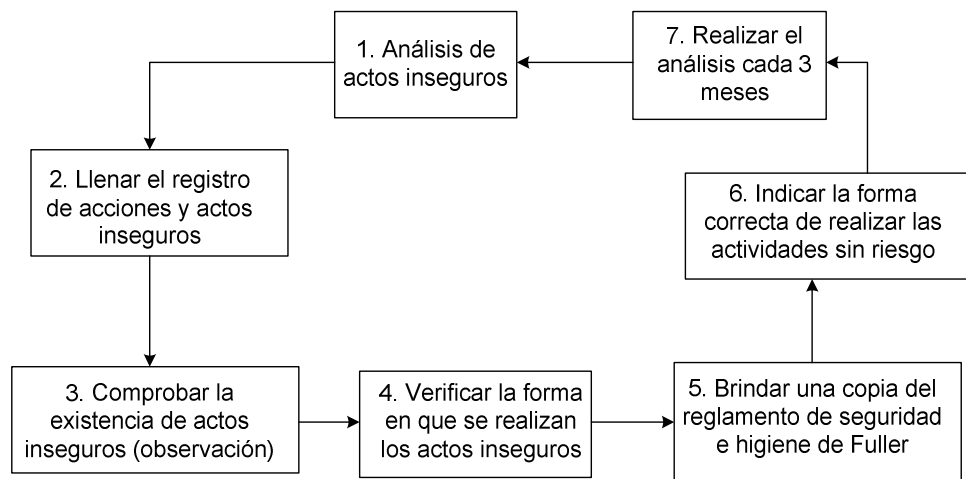 1. Análisis de
actos inseguros
2. Llenar el registro
de acciones y actos
inseguros
3. Comprobar la
existencia de actos
inseguros (observación)
4. Verificar la forma
en que se realizan
los actos inseguros
5. Brindar una copia del
reglamento de seguridad
e higiene de Fuller
6. Indicar la forma
correcta de realizar las
actividades sin riesgo
7. Realizar el
análisis cada 3
meses